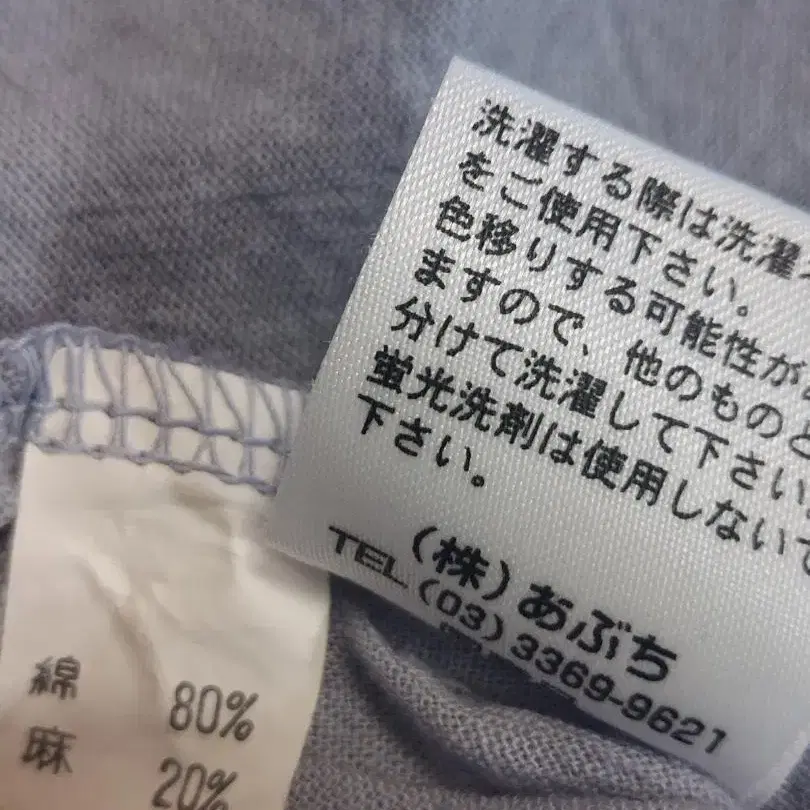 洗濯する際は洗濯ネ
をご使用下さい。
色移りする可能性が
ますので、他のものと
分けて洗濯して下さい。
蛍光洗剤は使用しないで
下さい。
(株)あぶち
TEL(03)3369-9621
綿 80%
麻 20%